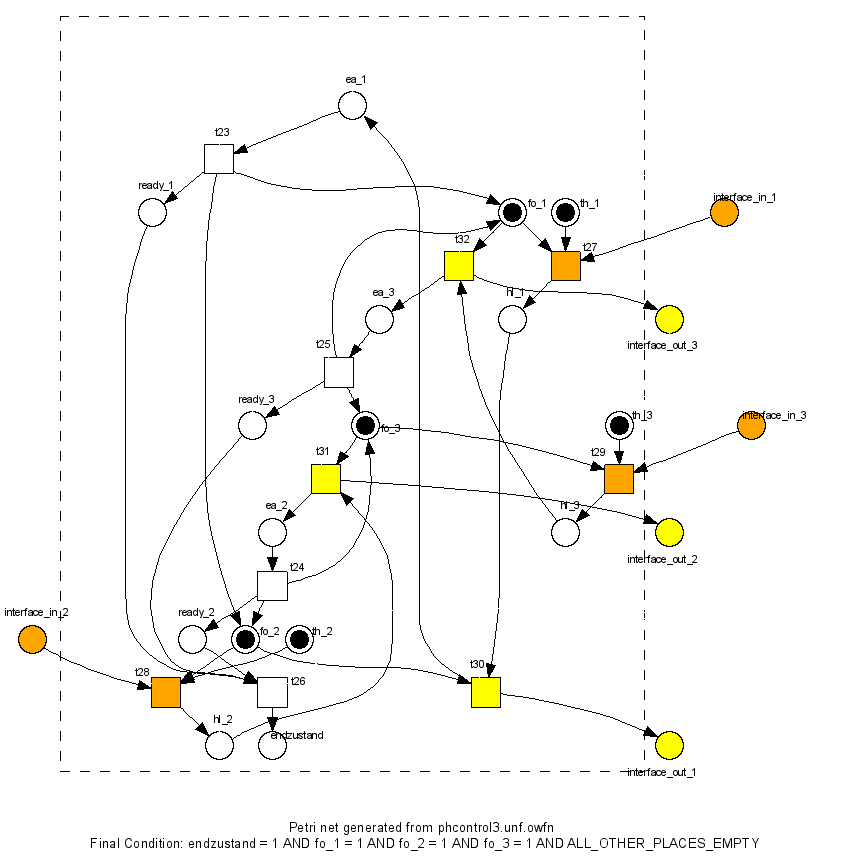 ea_1
t23
ready_1
interface_in_1
fo_1
th_1
t32
t27
ea_3
hl_1
t25
interface_out_3
ready_3
th_3
interface_in_3
fo_3
t31
t29
ea_2
hl_3
interface_out_2
t24
interface_in_2
ready_2
fo_2
th_2
t28
t26
t30
hl_2
endzustand
interface_out_1
Petri net generated from phcontrol3.unf.owfn
Final Condition: endzustand = 1 AND fo_1 = 1 AND fo_2 = 1 AND fo_3 = 1 AND ALL_OTHER_PLACES_EMPTY